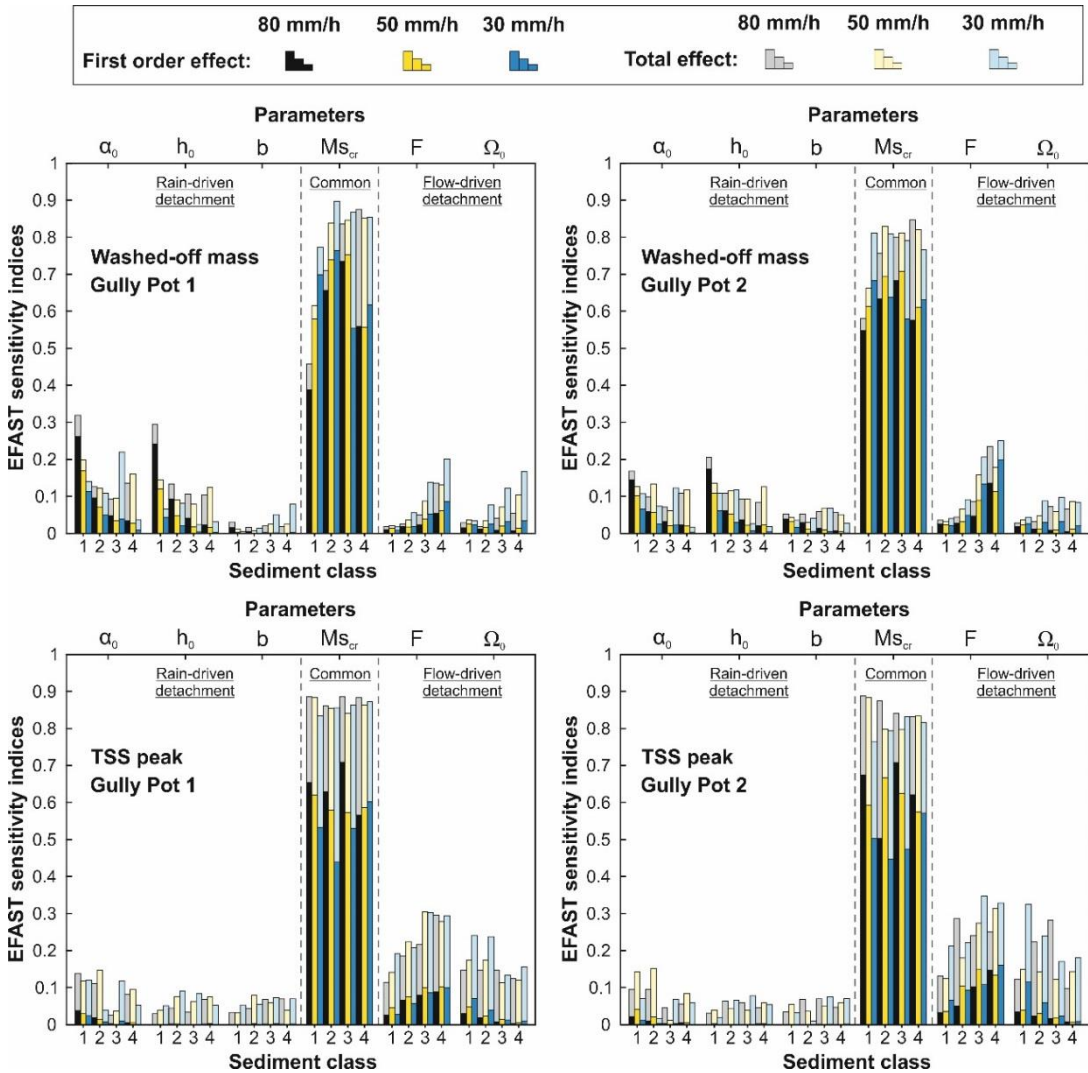 80 mm/h 50 mm/h 30 mm/h 80 mm/h 50 mm/h 30 mm/h
First order effect: Total effect:
Parameters
α₀ h₀ b Ms_cr F Ω₀
1
0.9
0.8
0.7
0.6
0.5
0.4
0.3
0.2
0.1
0
EFAST sensitivity indices
Rain-driven detachment
Common
Flow-driven detachment
Washed-off mass
Gully Pot 1
1 2 3 4 1 2 3 4 1 2 3 4 1 2 3 4 1 2 3 4 1 2 3 4
Sediment class
Parameters
α₀ h₀ b Ms_cr F Ω₀
1
0.9
0.8
0.7
0.6
0.5
0.4
0.3
0.2
0.1
0
EFAST sensitivity indices
Rain-driven detachment
Common
Flow-driven detachment
Washed-off mass
Gully Pot 2
1 2 3 4 1 2 3 4 1 2 3 4 1 2 3 4 1 2 3 4 1 2 3 4
Sediment class
Parameters
α₀ h₀ b Ms_cr F Ω₀
1
0.9
0.8
0.7
0.6
0.5
0.4
0.3
0.2
0.1
0
EFAST sensitivity indices
Rain-driven detachment
Common
Flow-driven detachment
TSS peak
Gully Pot 1
1 2 3 4 1 2 3 4 1 2 3 4 1 2 3 4 1 2 3 4 1 2 3 4
Sediment class
Parameters
α₀ h₀ b Ms_cr F Ω₀
1
0.9
0.8
0.7
0.6
0.5
0.4
0.3
0.2
0.1
0
EFAST sensitivity indices
Rain-driven detachment
Common
Flow-driven detachment
TSS peak
Gully Pot 2
1 2 3 4 1 2 3 4 1 2 3 4 1 2 3 4 1 2 3 4 1 2 3 4
Sediment class